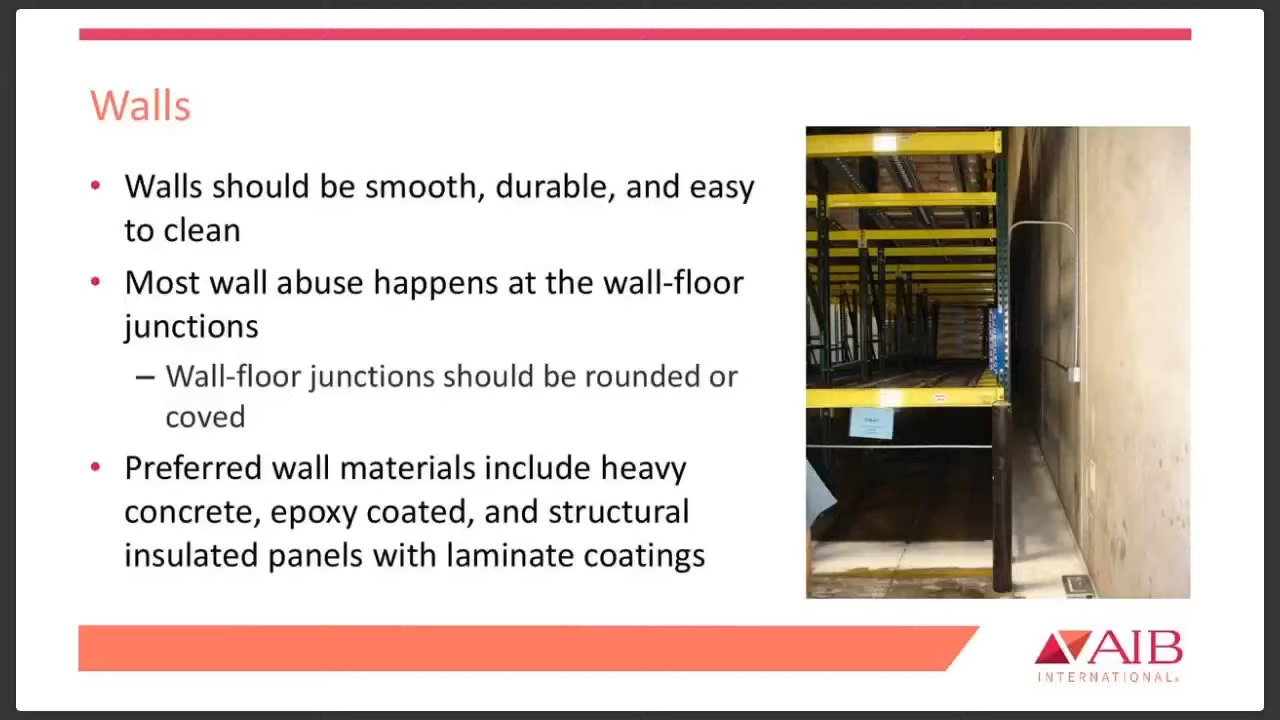 Walls
• Walls should be smooth, durable, and easy
to clean
• Most wall abuse happens at the wall-floor
junctions
– Wall-floor junctions should be rounded or
coved
• Preferred wall materials include heavy
concrete, epoxy coated, and structural
insulated panels with laminate coatings
AIB
INTERNATIONAL